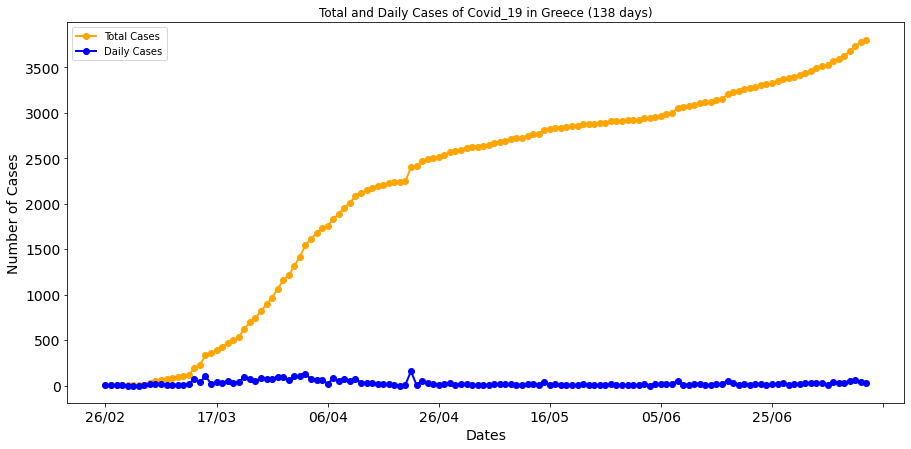 Total and Daily Cases of Covid_19 in Greece (138 days)
Total Cases
Daily Cases
Number of Cases
3500
3000
2500
2000
1500
1000
500
0
26/02 17/03 06/04 26/04 16/05 05/06 25/06
Dates